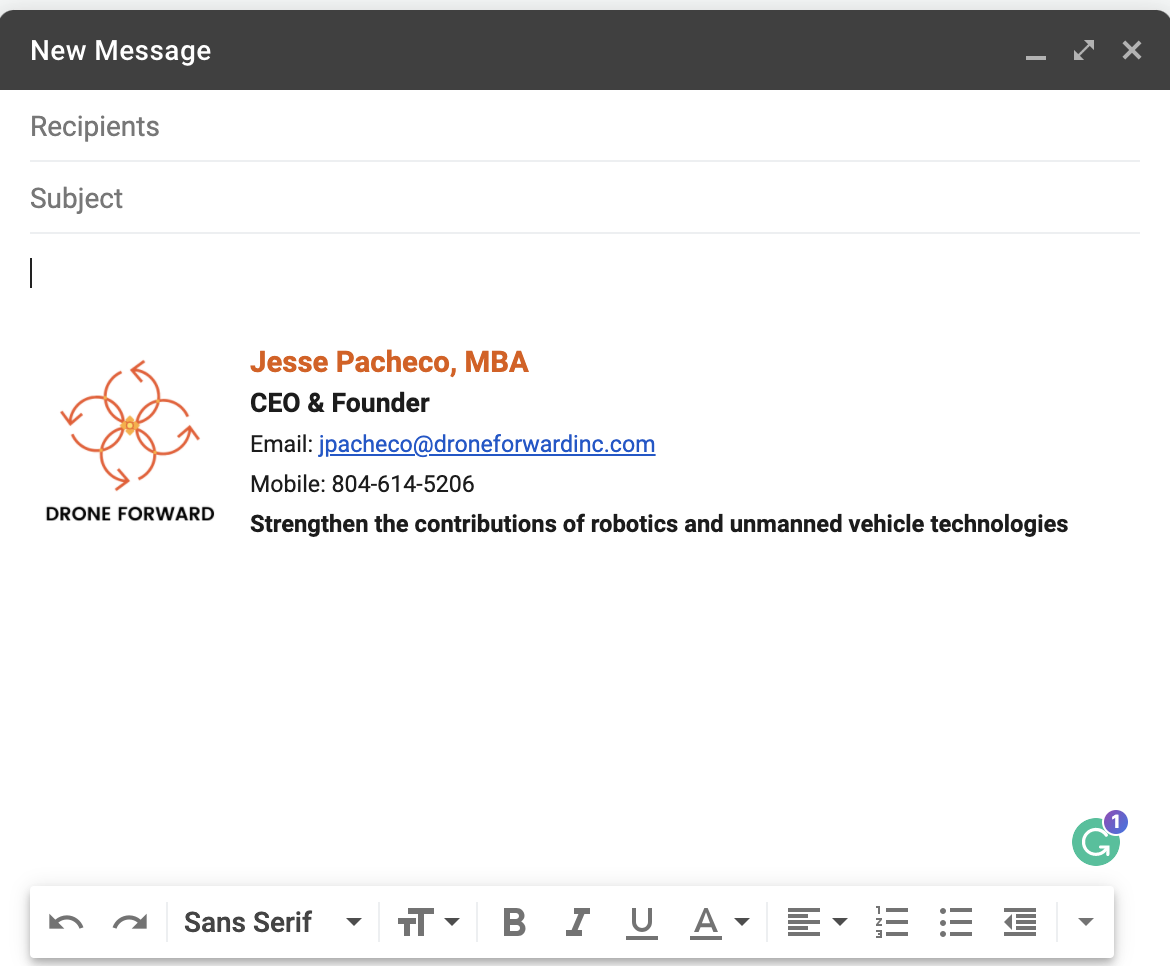 New Message
Recipients
Subject
Jesse Pacheco, MBA
CEO & Founder
Email: jpacheco@droneforwardinc.com
Mobile: 804-614-5206
DRONE FORWARD
Strengthen the contributions of robotics and unmanned vehicle technologies
1
Sans Serif